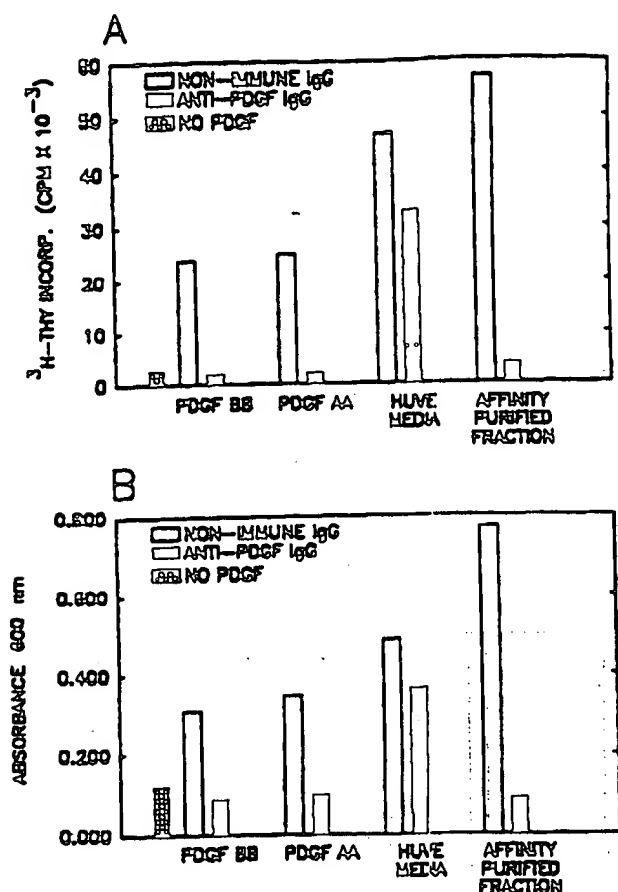 A
NON-IMMUNE IgG
ANTI-PDGF IgG
NO PDGF
60
50
40
30
20
10
0
³H-THY INCORP. (CPM X 10⁻³)
PDGF BB
PDGF AA
HUVE
MEDIA
AFFINITY
PURIFIED
FRACTION
B
NON-IMMUNE IgG
ANTI-PDGF IgG
NO PDGF
0.800
0.600
0.400
0.200
0.000
ABSORBANCE 600 nm
PDGF BB
PDGF AA
HUVE
MEDIA
AFFINITY
PURIFIED
FRACTION